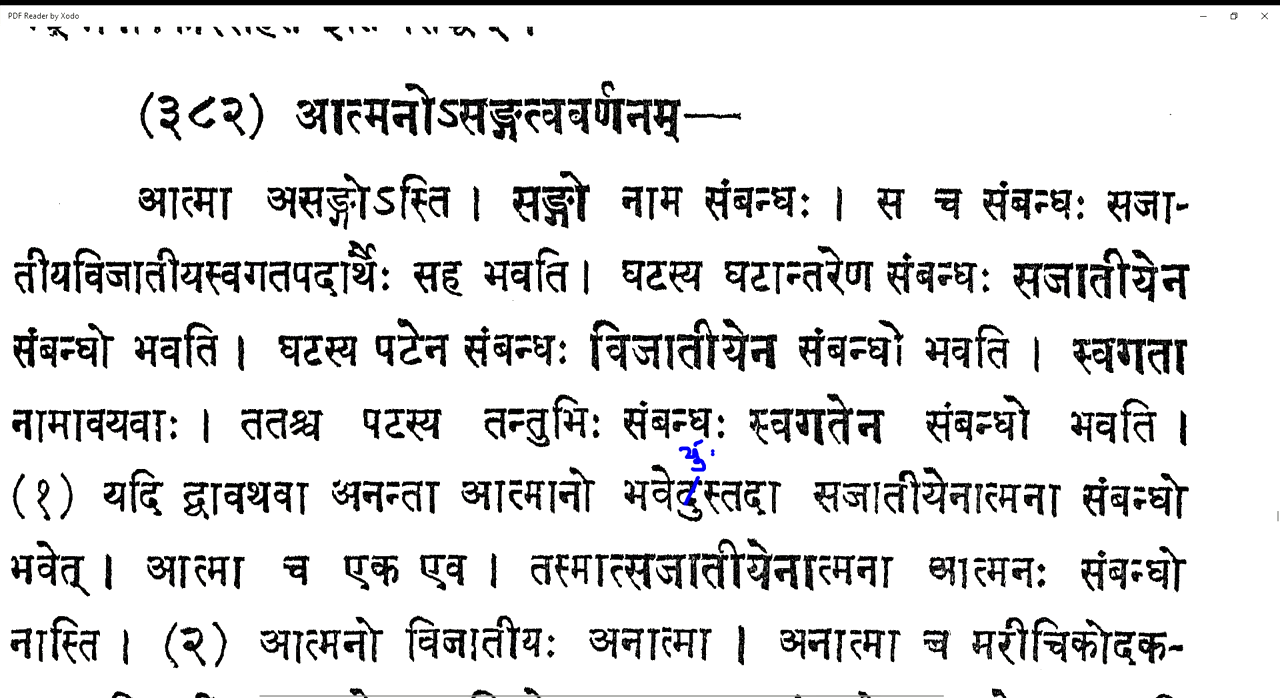 PDF Reader by Xodo
(३८२) आत्मनोऽसङ्गत्ववर्णनम्—
आत्मा असङ्गोऽस्ति । सङ्गो नाम संबन्धः । स च संबन्धः सजा-
तीयविजातीयस्वगतपदार्थैः सह भवति । घटस्य घटान्तरेण संबन्धः सजातीयेन
संबन्धो भवति । घटस्य पटेन संबन्धः विजातीयेन संबन्धो भवति । स्वगता
नामावयवाः । ततश्च पटस्य तन्तुभिः संबन्धः स्वगतेन संबन्धो भवति ।
र्युः
(१) यदि द्वावथवा अनन्ता आत्मानो भवेदुस्तदा सजातीयेनात्मना संबन्धो
भवेत् । आत्मा च एक एव । तस्मात्सजातीयेनात्मना आत्मनः संबन्धो
नास्ति । (२) आत्मनो विजातीयः अनात्मा । अनात्मा च मरीचिकोदक-